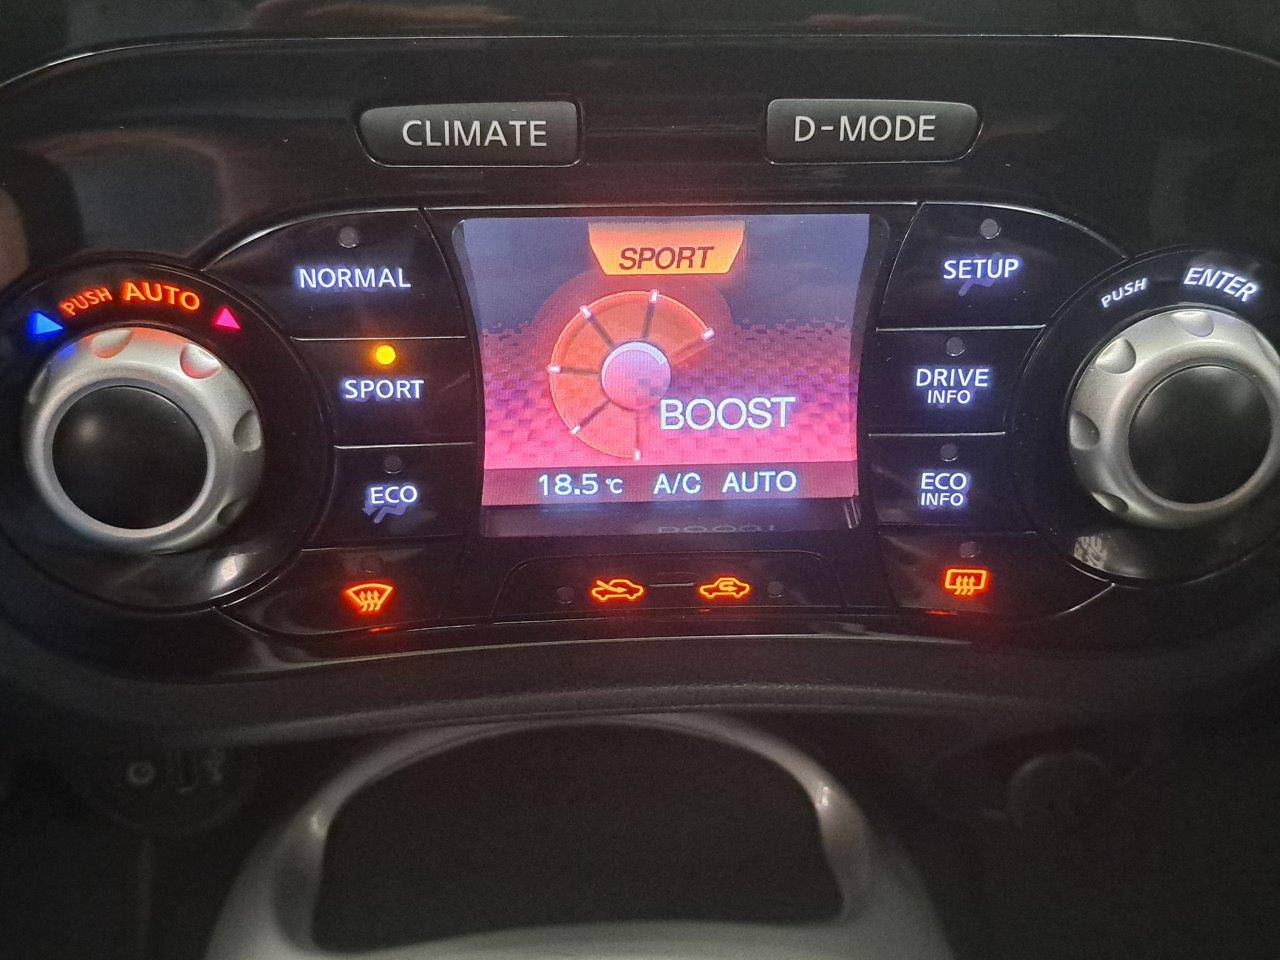 CLIMATE
D-MODE
PUSH AUTO
NORMAL
SPORT
ECO
SPORT
BOOST
18.5 °C A/C AUTO
SETUP
DRIVE
INFO
ECO
INFO
PUSH ENTER